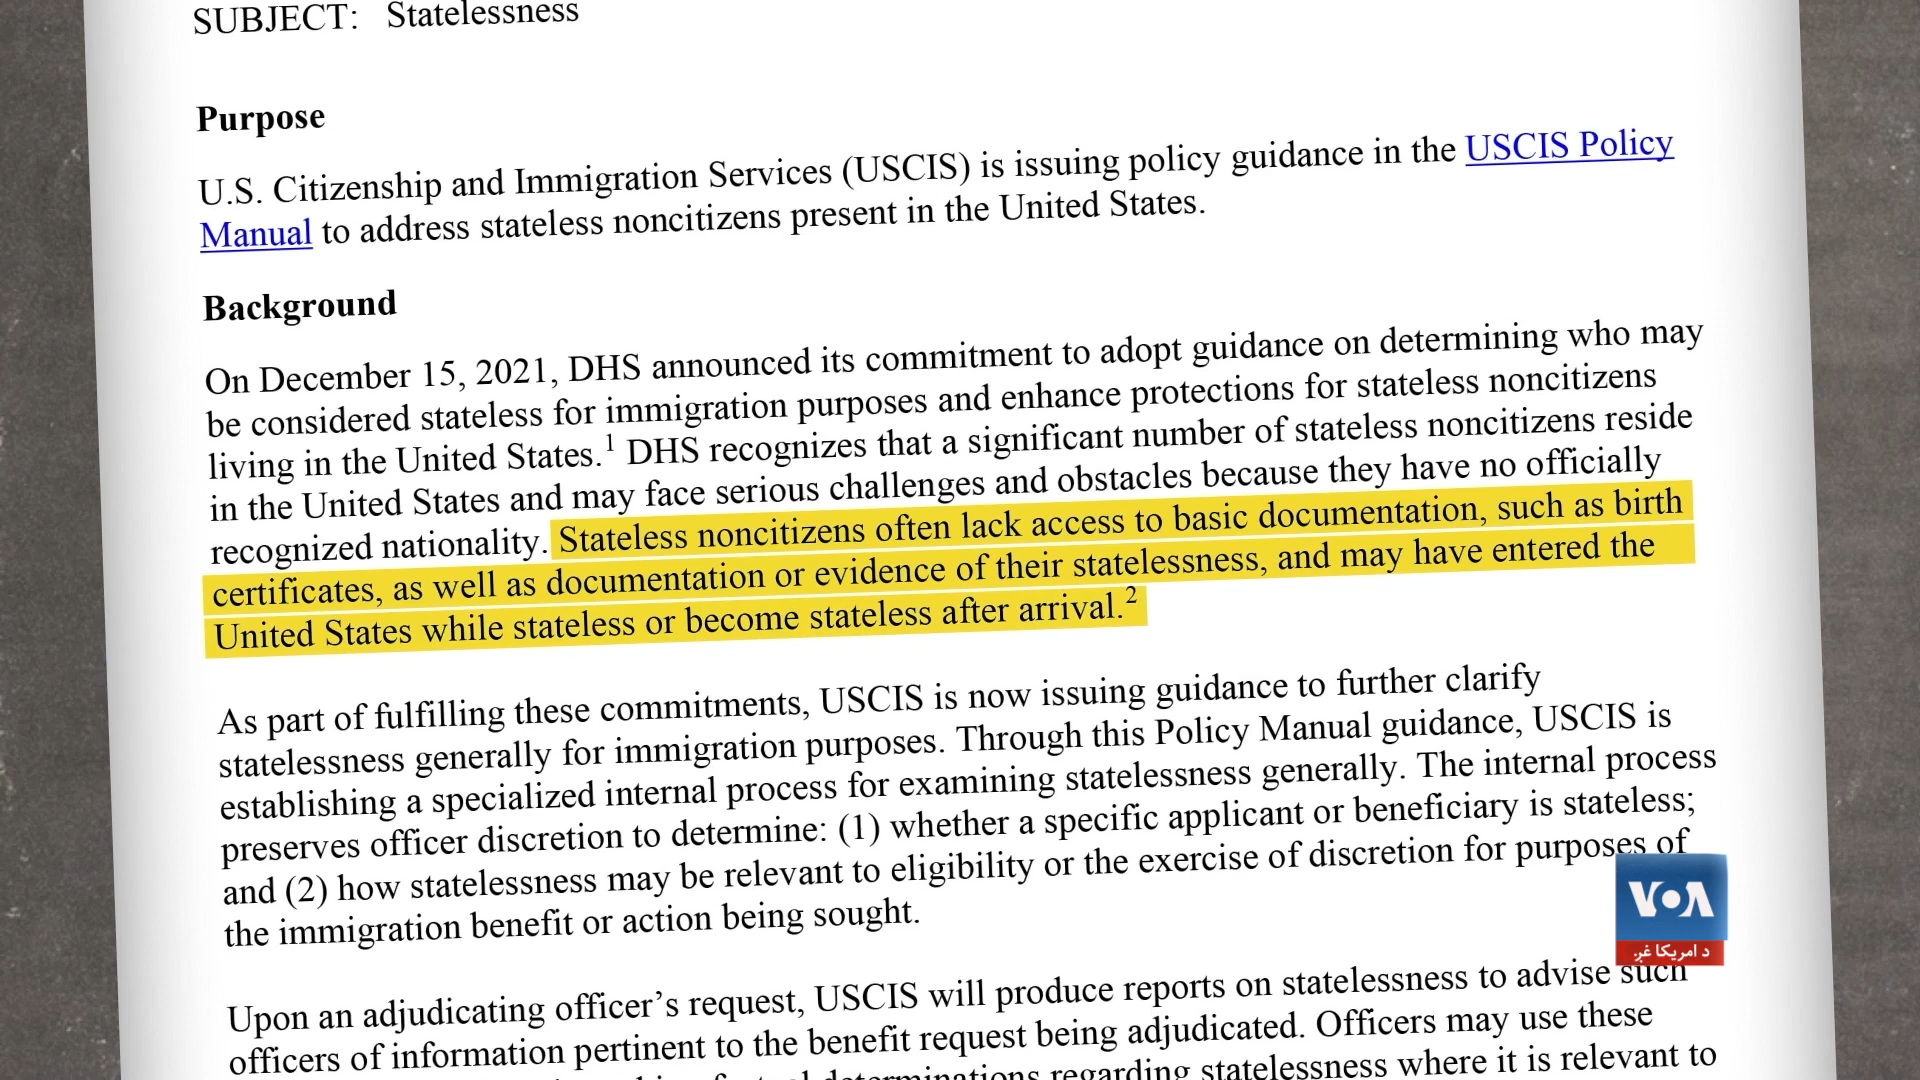 SUBJECT: Statelessness
Purpose
U.S. Citizenship and Immigration Services (USCIS) is issuing policy guidance in the USCIS Policy
Manual to address stateless noncitizens present in the United States.
Background
On December 15, 2021, DHS announced its commitment to adopt guidance on determining who may
be considered stateless for immigration purposes and enhance protections for stateless noncitizens
living in the United States.¹ DHS recognizes that a significant number of stateless noncitizens reside
in the United States and may face serious challenges and obstacles because they have no officially
recognized nationality. Stateless noncitizens often lack access to basic documentation, such as birth
certificates, as well as documentation or evidence of their statelessness, and may have entered the
United States while stateless or become stateless after arrival.²
As part of fulfilling these commitments, USCIS is now issuing guidance to further clarify
statelessness generally for immigration purposes. Through this Policy Manual guidance, USCIS is
establishing a specialized internal process for examining statelessness generally. The internal process
preserves officer discretion to determine: (1) whether a specific applicant or beneficiary is stateless;
and (2) how statelessness may be relevant to eligibility or the exercise of discretion for purposes of
the immigration benefit or action being sought.
VOA
د امریکا غږ
Upon an adjudicating officer’s request, USCIS will produce reports on statelessness to advise such
officers of information pertinent to the benefit request being adjudicated. Officers may use these
determinations regarding statelessness where it is relevant to